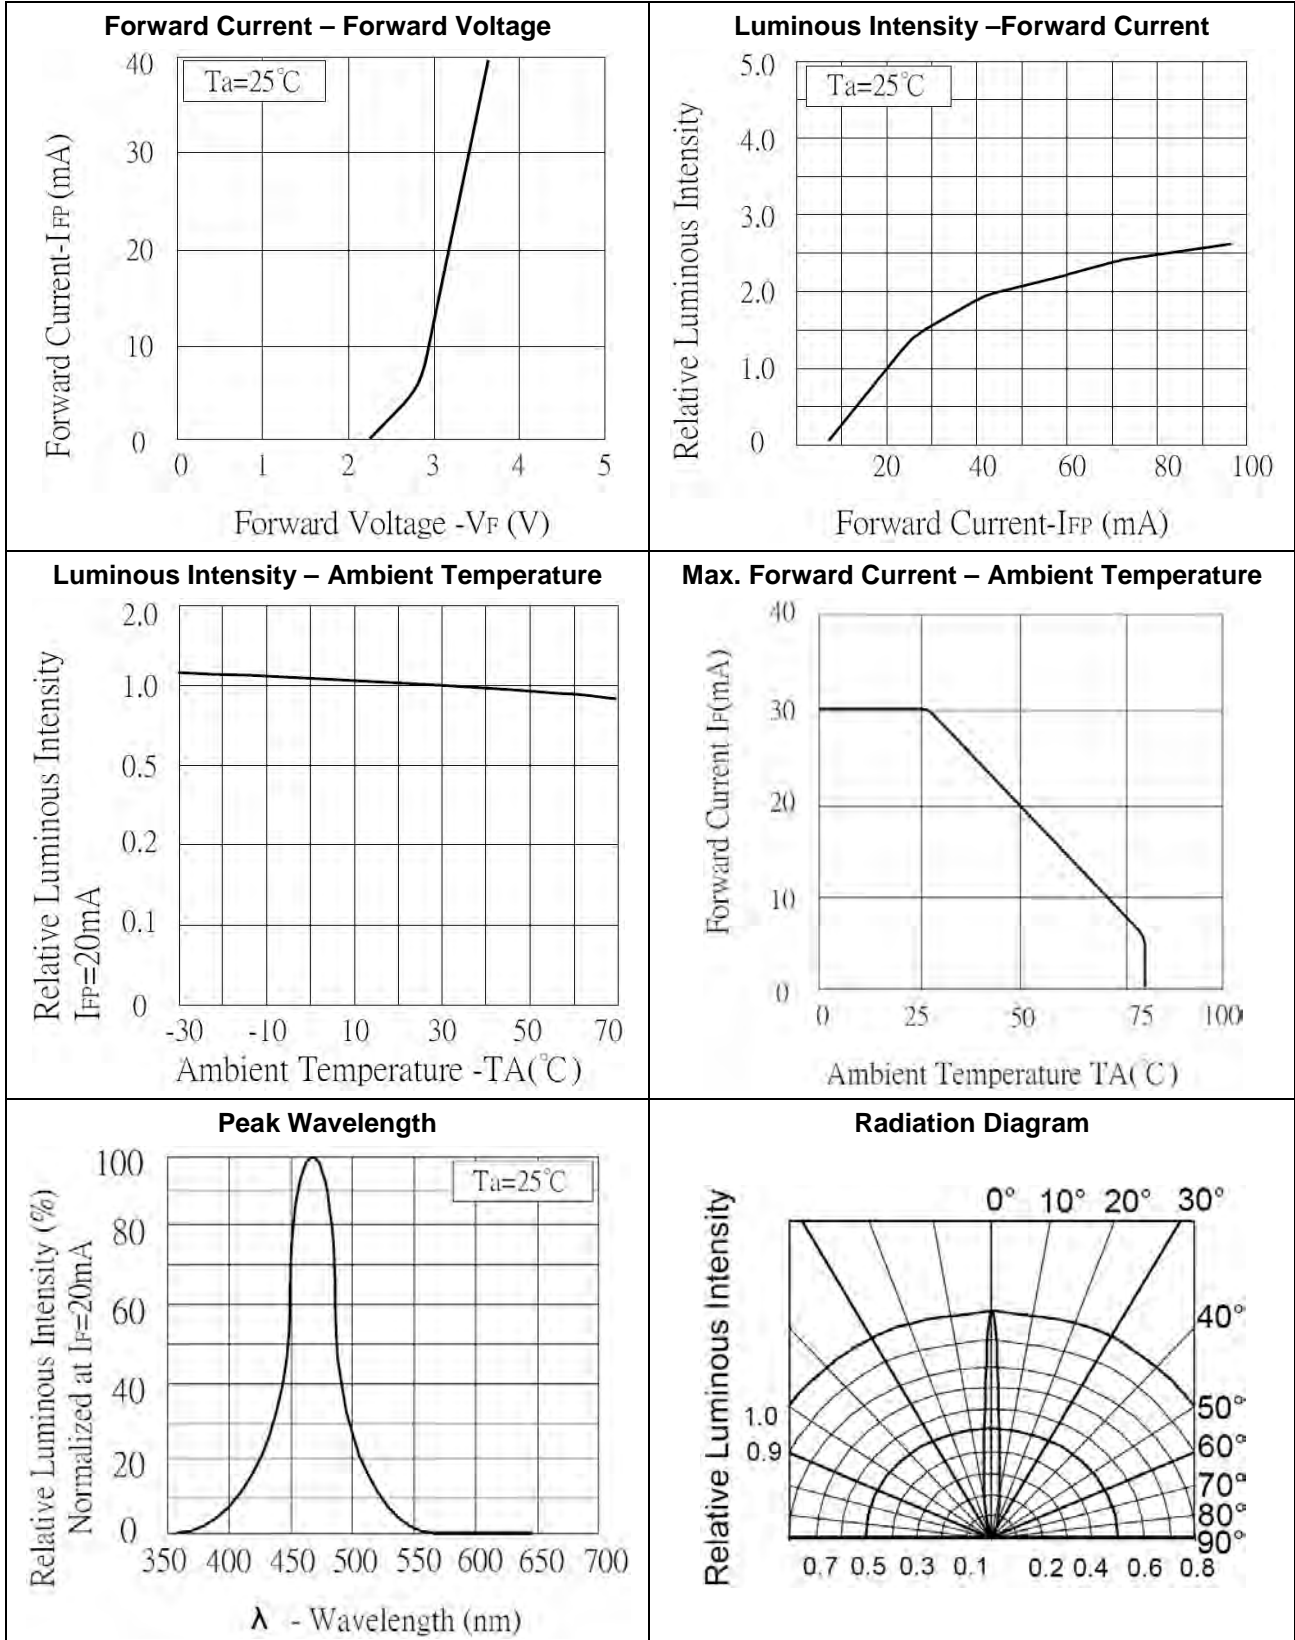 Forward Current – Forward Voltage
Ta=25℃
40
30
20
10
0
0 1 2 3 4 5
Forward Current-IFP (mA)
Forward Voltage -VF (V)
Luminous Intensity –Forward Current
Ta=25℃
5.0
4.0
3.0
2.0
1.0
0
20 40 60 80 100
Relative Luminous Intensity
Forward Current-IFP (mA)
Luminous Intensity – Ambient Temperature
2.0
1.0
0.5
0.2
0.1
0
-30 -10 10 30 50 70
Relative Luminous Intensity
IFP=20mA
Ambient Temperature -TA(℃)
Max. Forward Current – Ambient Temperature
40
30
20
10
0
0 25 50 75 100
Forward Current IF(mA)
Ambient Temperature TA(℃)
Peak Wavelength
Ta=25℃
100
80
60
40
20
0
350 400 450 500 550 600 650 700
Relative Luminous Intensity (%)
Normalized at IF=20mA
λ - Wavelength (nm)
Radiation Diagram
0° 10° 20° 30°
40°
50°
60°
70°
80°
90°
1.0
0.9
0.7 0.5 0.3 0.1 0.2 0.4 0.6 0.8
Relative Luminous Intensity